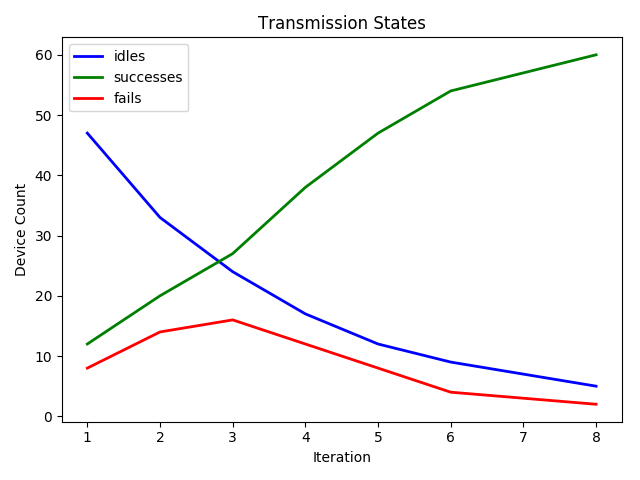 Transmission States
idles
successes
fails
60
50
40
30
20
10
0
Device Count
1 2 3 4 5 6 7 8
Iteration